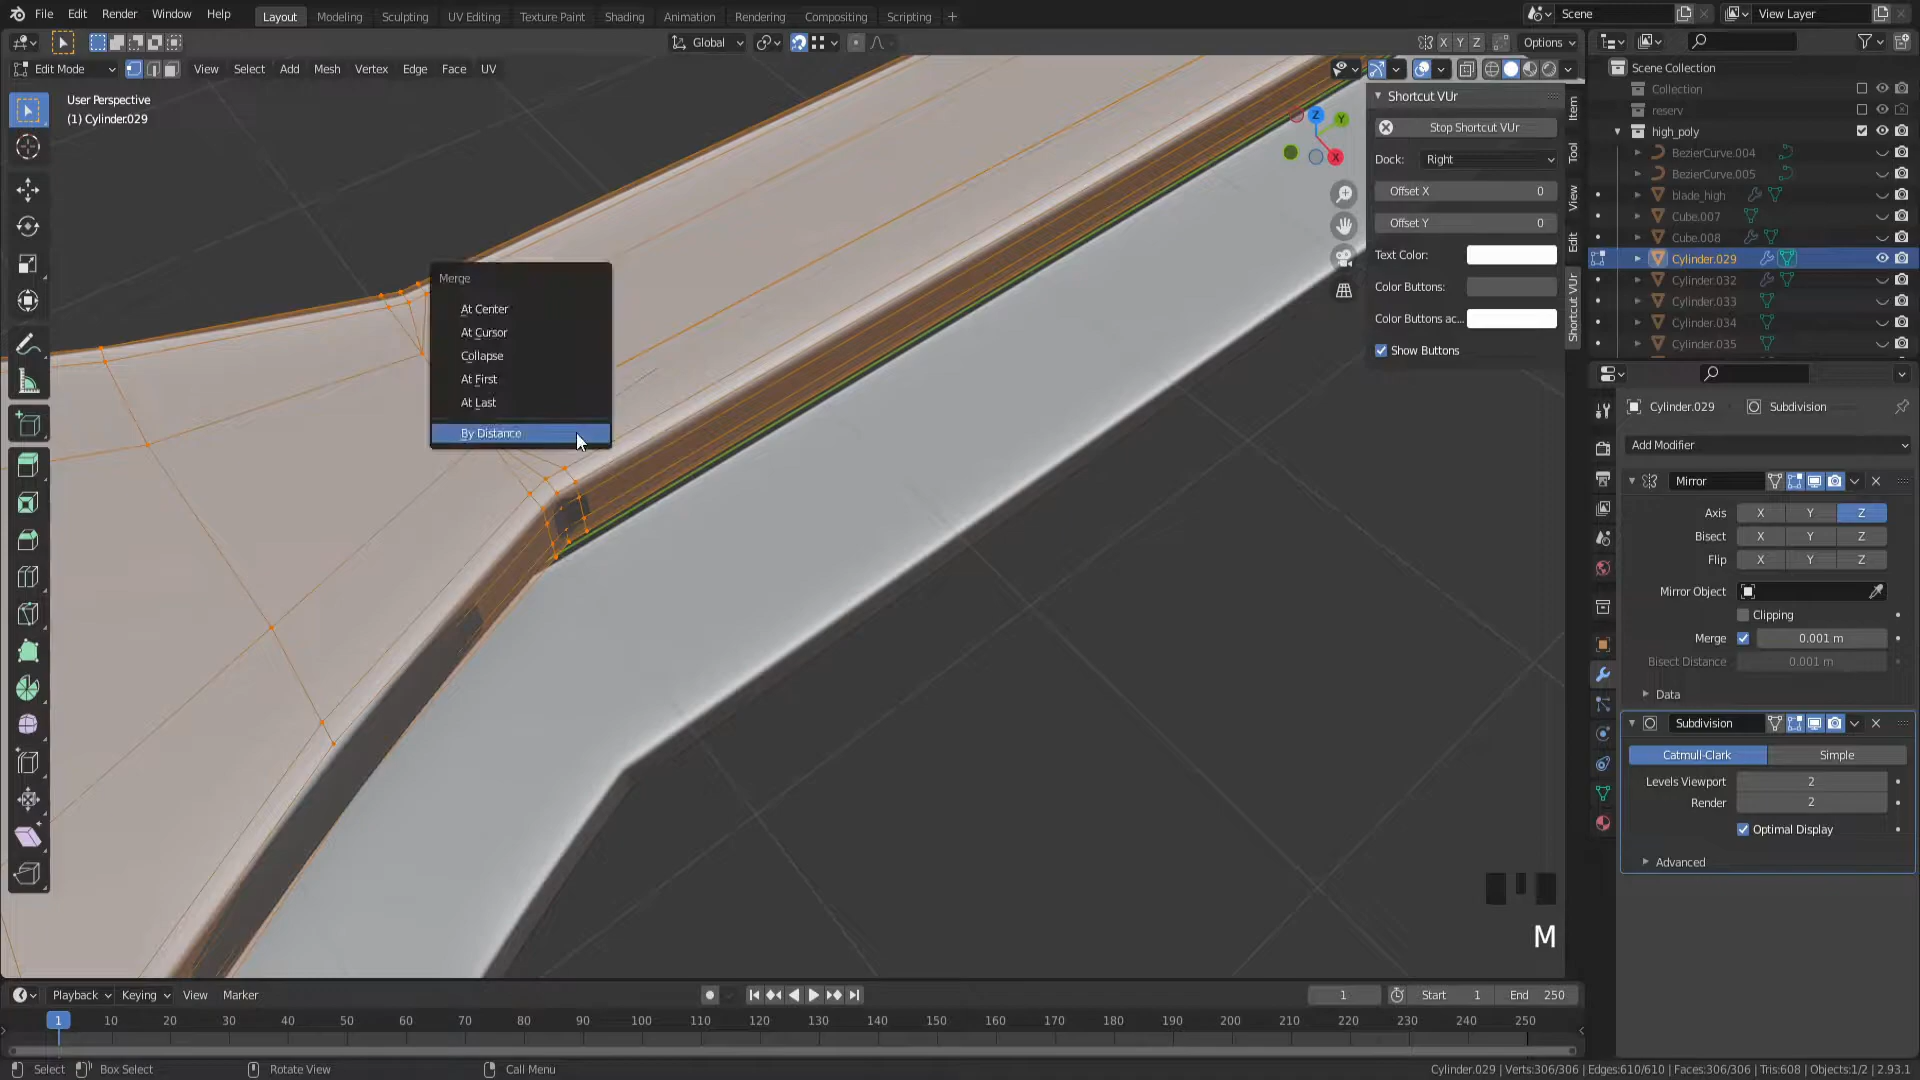 File Edit Render Window Help Layout Modeling Sculpting UV Editing Texture Paint Shading Animation Rendering Compositing Scripting + Scene View Layer
Global X Y Z Options
Edit Mode View Select Add Mesh Vertex Edge Face UV
User Perspective
(1) Cylinder.029
Merge
At Center
At Cursor
Collapse
At First
At Last
By Distance
Z Y X
Shortcut VUr
Stop Shortcut VUr
Dock: Right
Offset X 0
Offset Y 0
Text Color:
Color Buttons:
Color Buttons ac...
Show Buttons
Item
Tool
View
Edit
Shortcut VUr
M
Scene Collection
Collection
reserv
high_poly
BezierCurve.004
BezierCurve.005
blade_high
Cube.007
Cube.008
Cylinder.029
Cylinder.032
Cylinder.033
Cylinder.034
Cylinder.035
Cylinder.029 Subdivision
Add Modifier
Mirror
Axis X Y Z
Bisect X Y Z
Flip X Y Z
Mirror Object
Clipping
Merge 0.001 m
Bisect Distance 0.001 m
Data
Subdivision
Catmull-Clark Simple
Levels Viewport 2
Render 2
Optimal Display
Advanced
Playback Keying View Marker 1 Start 1 End 250
1 10 20 30 40 50 60 70 80 90 100 110 120 130 140 150 160 170 180 190 200 210 220 230 240 250
Select Box Select Rotate View Call Menu Cylinder.029 | Verts:306/306 | Edges:610/610 | Faces:306/306 | Tris:608 | Objects:1/2 | 2.93.1